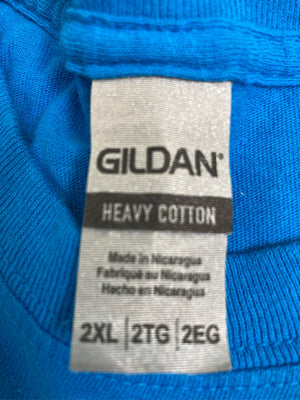 GILDAN®
HEAVY COTTON
Made in Nicaragua
Fabriqué au Nicaragua
Hecho en Nicaragua
2XL | 2TG | 2EG